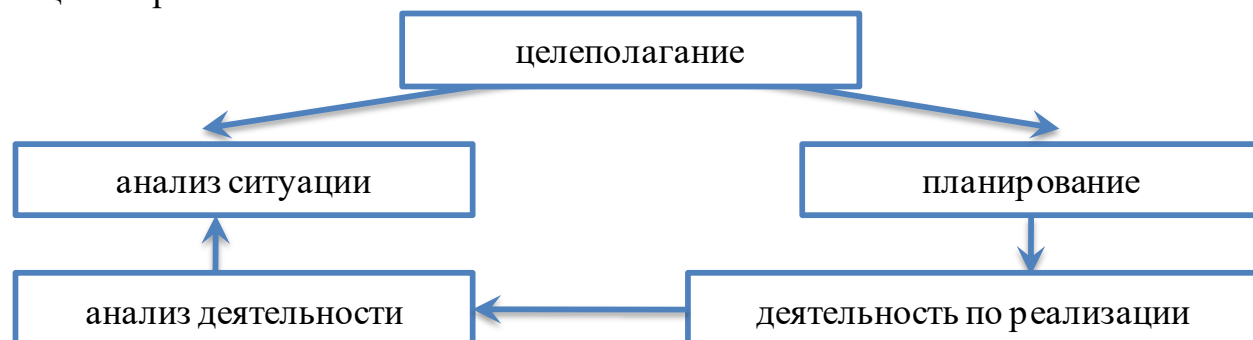 целеполагание
анализ ситуации
планирование
анализ деятельности
деятельность по реализации